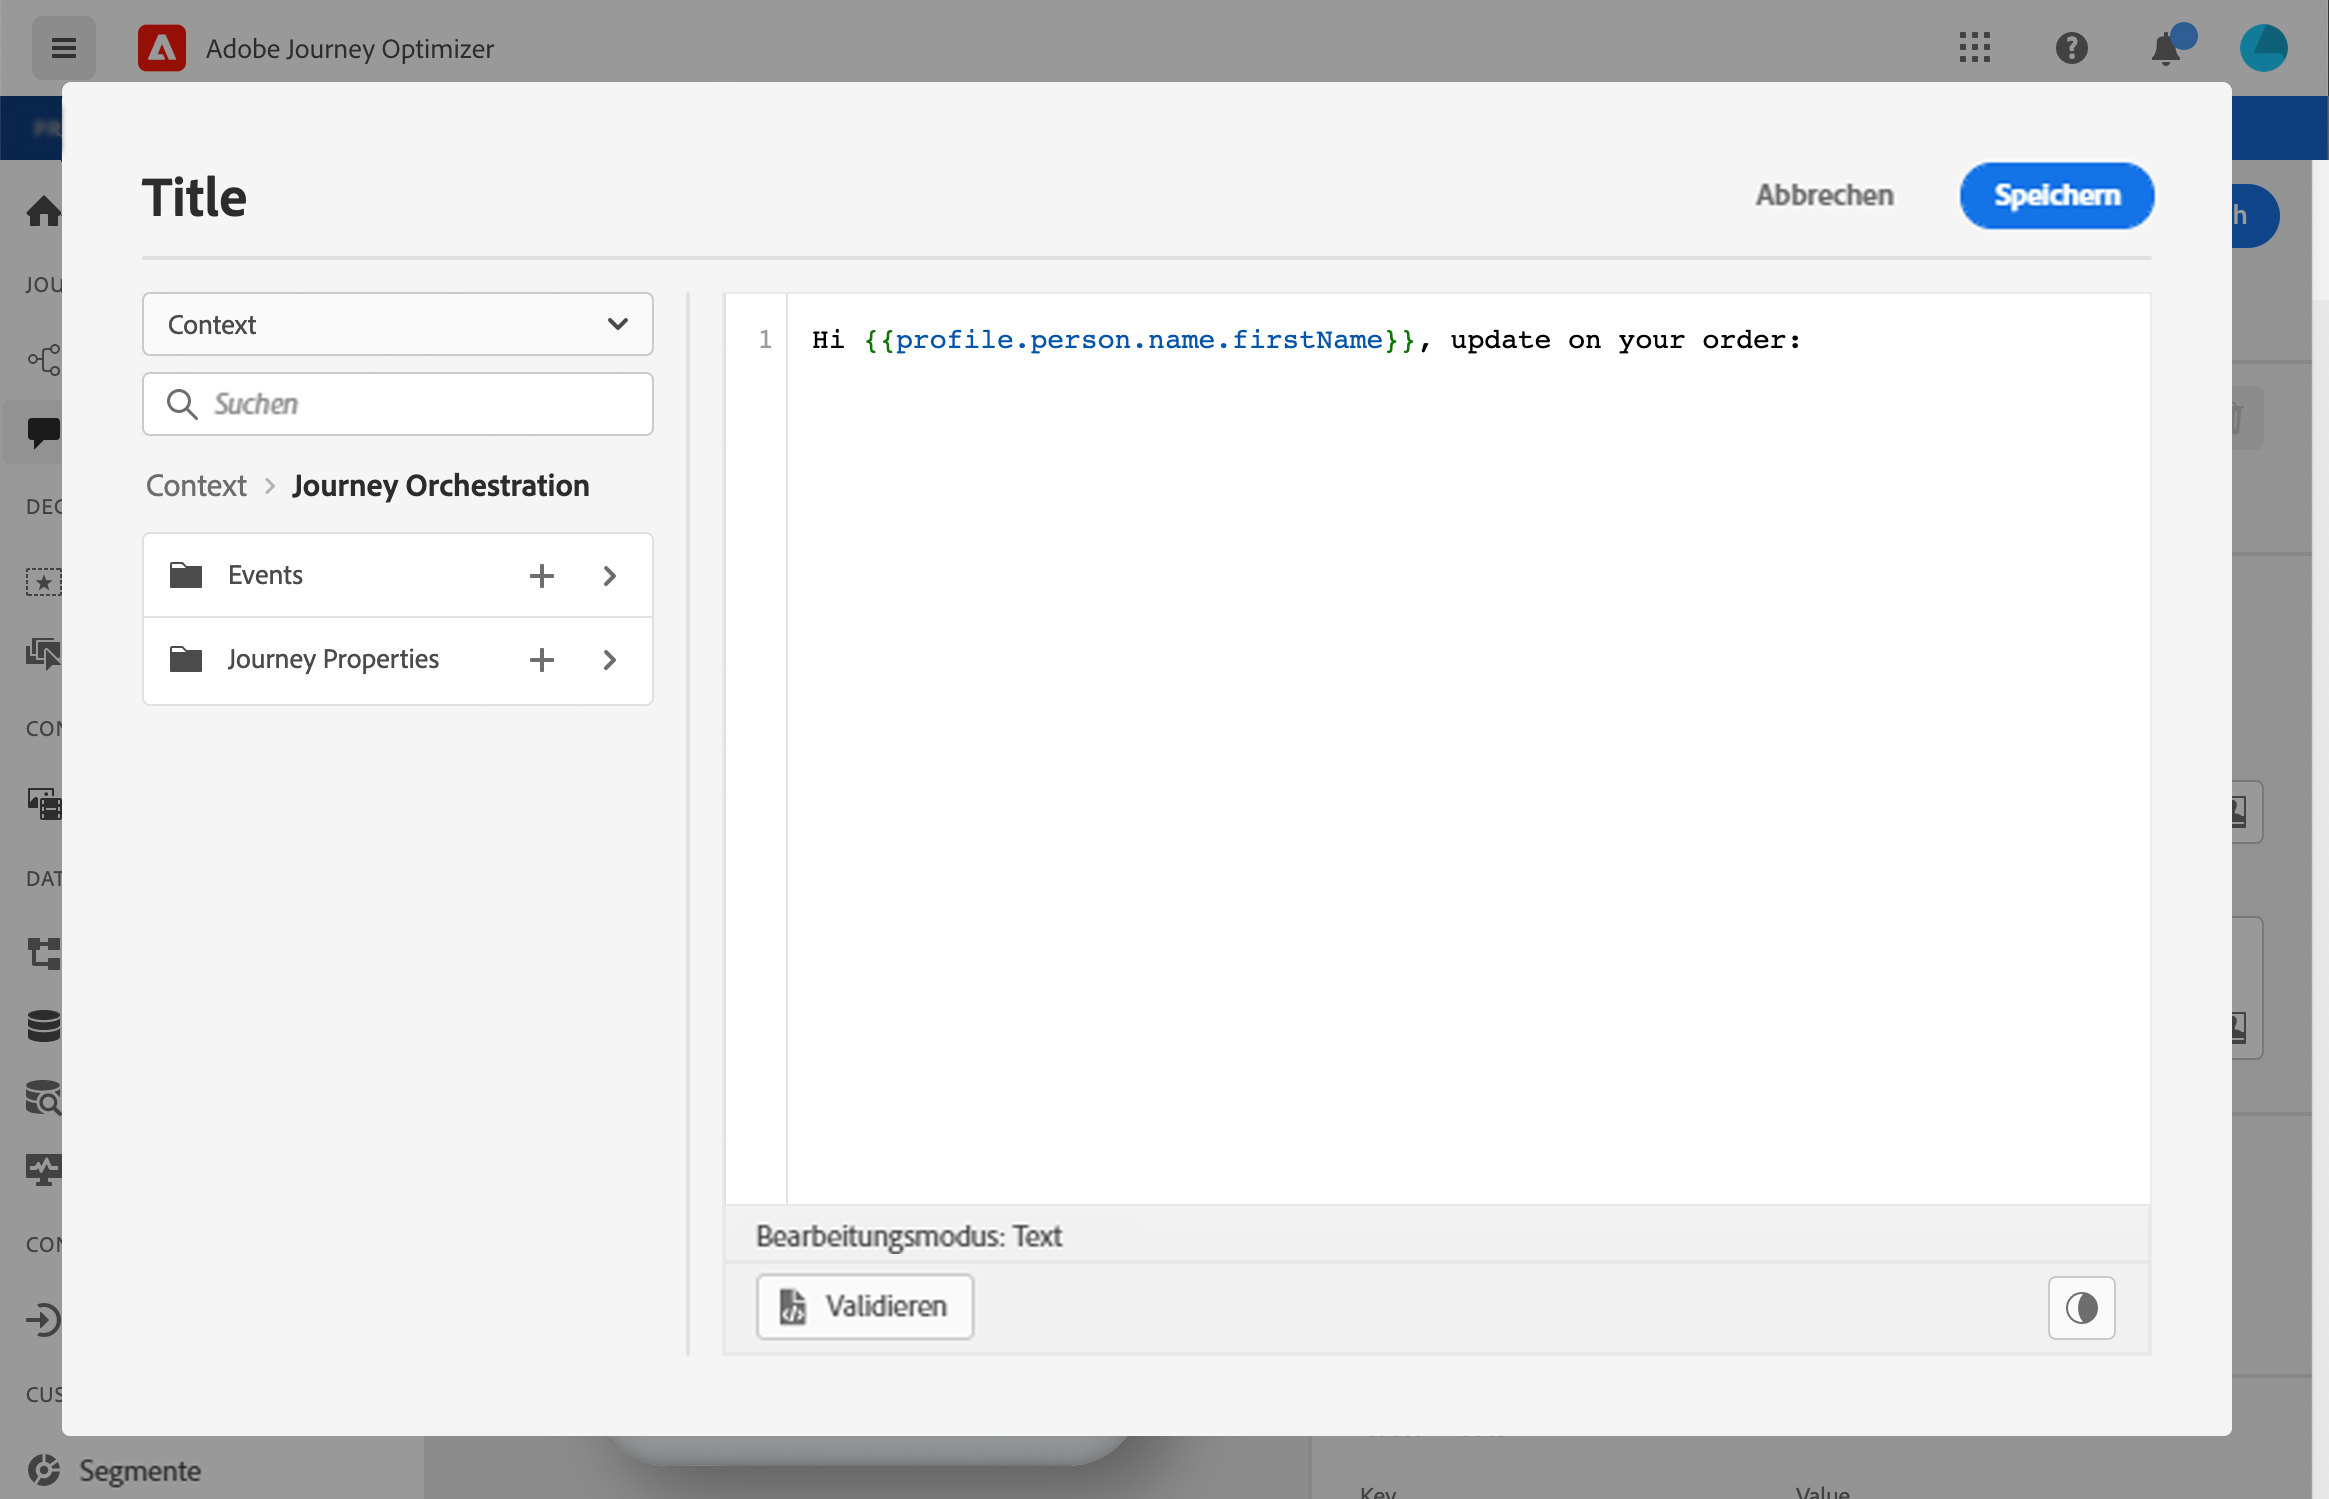 Adobe Journey Optimizer
Title
Abbrechen
Speichern
h
JOU
Context
Suchen
Context > Journey Orchestration
DEC
Events
Journey Properties
CON
DAT
CON
CUS
1 Hi {{profile.person.name.firstName}}, update on your order:
Bearbeitungsmodus: Text
Validieren
Segmente
Key
Value